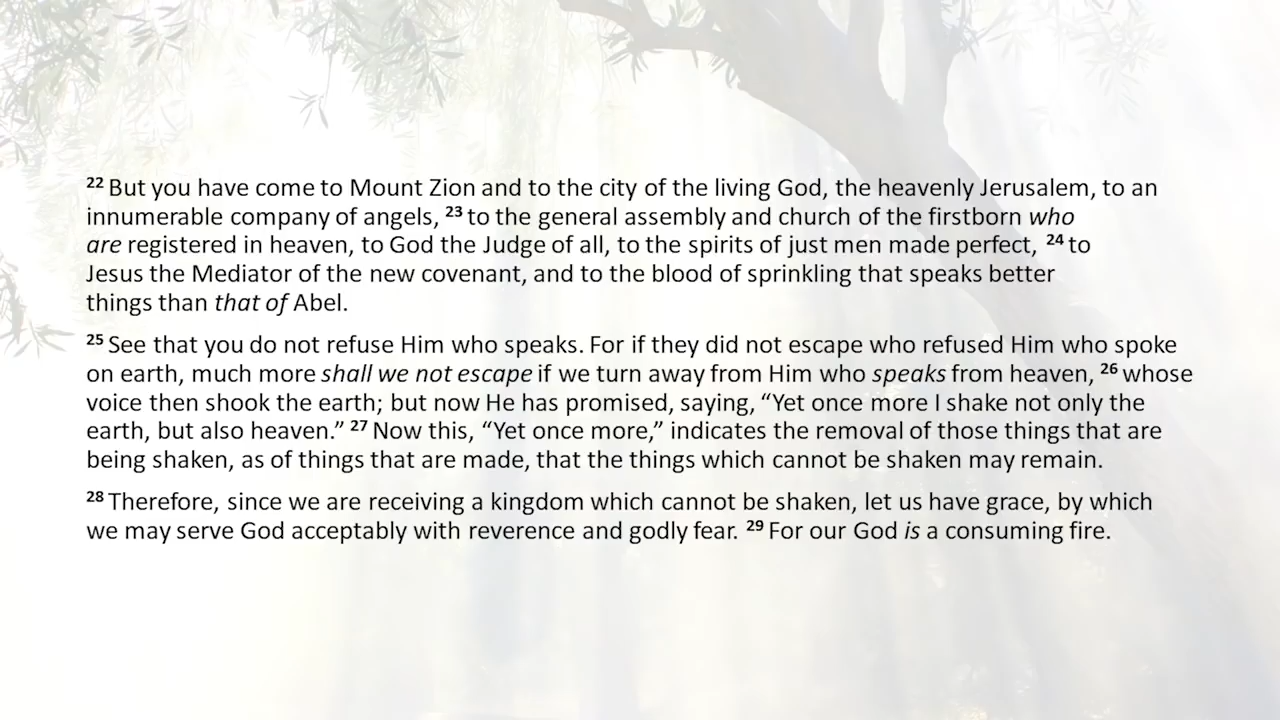 22 But you have come to Mount Zion and to the city of the living God, the heavenly Jerusalem, to an
innumerable company of angels, 23 to the general assembly and church of the firstborn who
are registered in heaven, to God the Judge of all, to the spirits of just men made perfect, 24 to
Jesus the Mediator of the new covenant, and to the blood of sprinkling that speaks better
things than that of Abel.
25 See that you do not refuse Him who speaks. For if they did not escape who refused Him who spoke
on earth, much more shall we not escape if we turn away from Him who speaks from heaven, 26 whose
voice then shook the earth; but now He has promised, saying, “Yet once more I shake not only the
earth, but also heaven.” 27 Now this, “Yet once more,” indicates the removal of those things that are
being shaken, as of things that are made, that the things which cannot be shaken may remain.
28 Therefore, since we are receiving a kingdom which cannot be shaken, let us have grace, by which
we may serve God acceptably with reverence and godly fear. 29 For our God is a consuming fire.